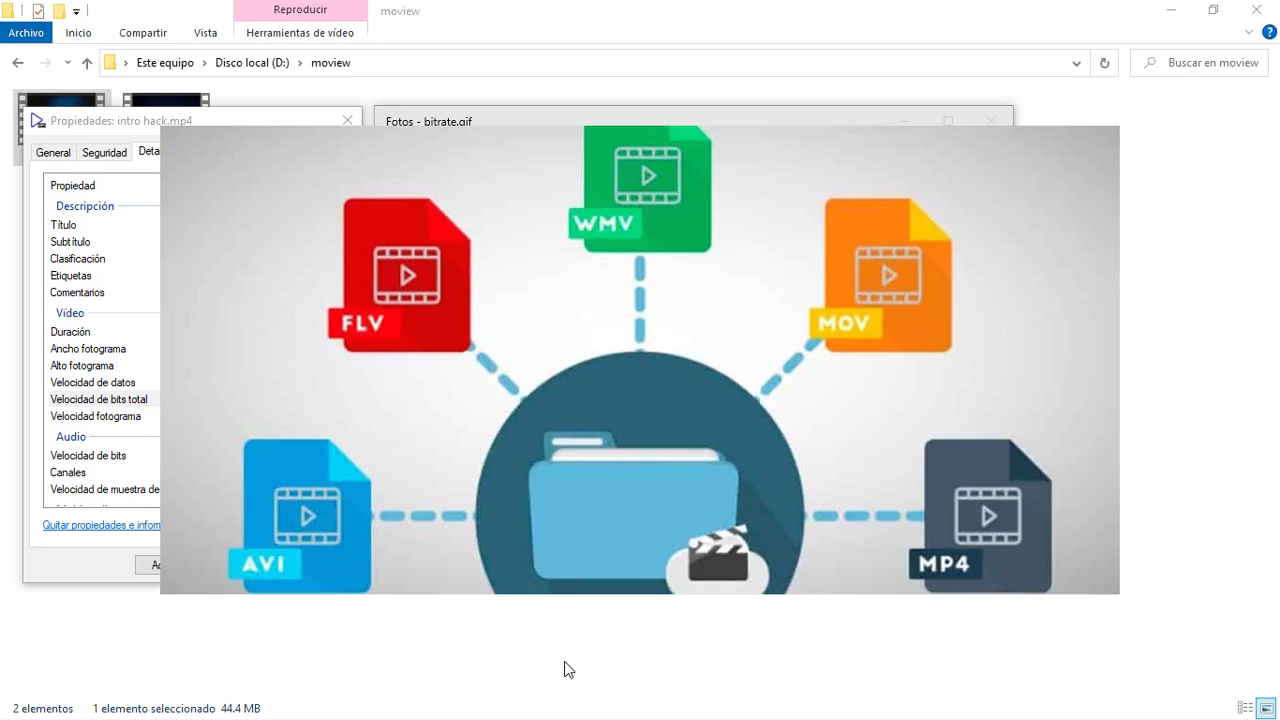 Reproducir
moview
Archivo
Inicio
Compartir
Vista
Herramientas de vídeo
Este equipo
Disco local (D:)
moview
Buscar en moview
Propiedades: intro hack.mp4
Fotos - bitrate.gif
General
Seguridad
Propiedad
Descripción
Título
Subtítulo
Clasificación
Etiquetas
Comentarios
Vídeo
Duración
Ancho fotograma
Alto fotograma
Velocidad de datos
Velocidad de bits total
Velocidad fotograma
Audio
Velocidad de bits
Canales
Velocidad de muestra de
Quitar propiedades e
WMV
FLV
MOV
AVI
MP4
2 elementos
1 elemento seleccionado 44.4 MB